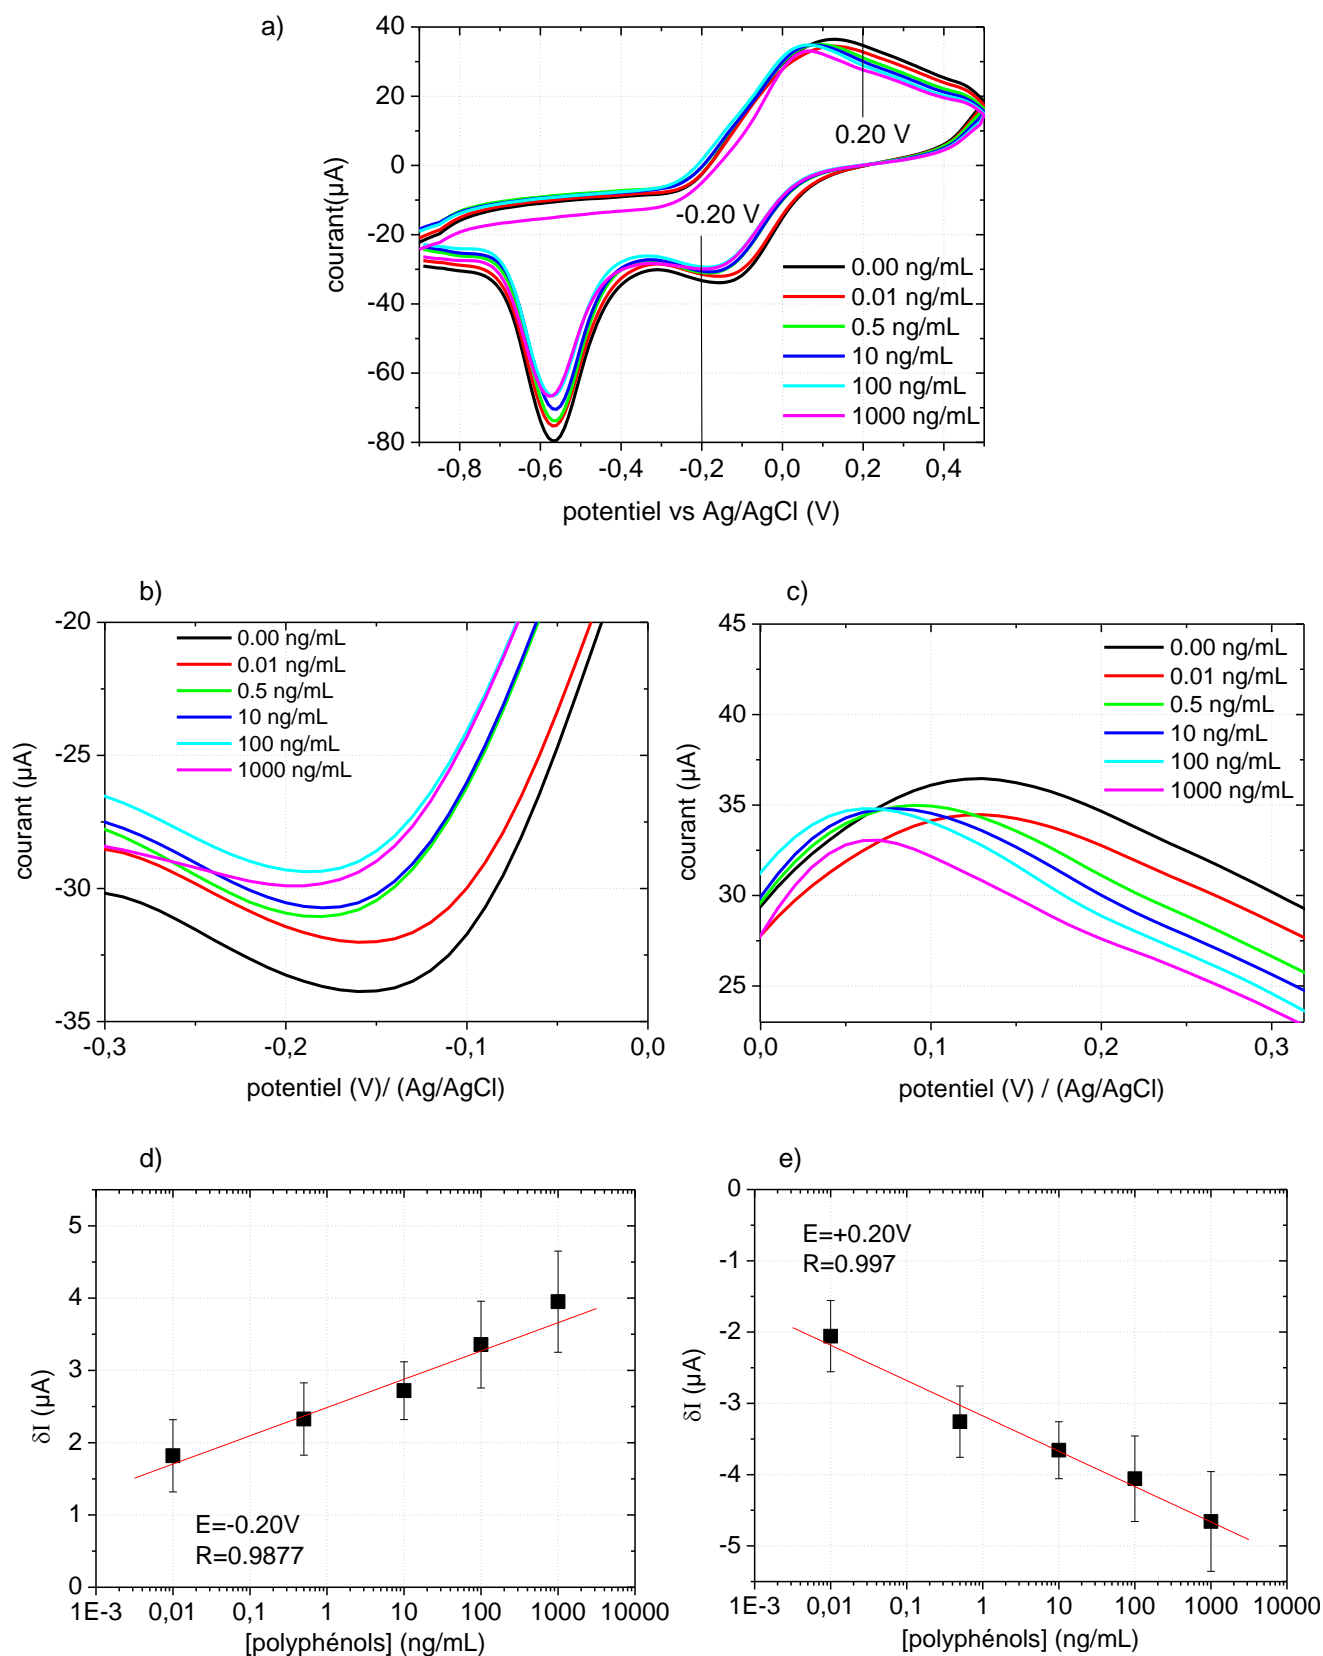 a)
40
20
0
-20
-40
-60
-80
courant(µA)
0.20 V
-0.20 V
0.00 ng/mL
0.01 ng/mL
0.5 ng/mL
10 ng/mL
100 ng/mL
1000 ng/mL
-0,8 -0,6 -0,4 -0,2 0,0 0,2 0,4
potentiel vs Ag/AgCl (V)
b)
-20
-25
-30
-35
courant (µA)
0.00 ng/mL
0.01 ng/mL
0.5 ng/mL
10 ng/mL
100 ng/mL
1000 ng/mL
-0,3 -0,2 -0,1 0,0
potentiel (V)/ (Ag/AgCl)
c)
45
40
35
30
25
courant (µA)
0.00 ng/mL
0.01 ng/mL
0.5 ng/mL
10 ng/mL
100 ng/mL
1000 ng/mL
0,0 0,1 0,2 0,3
potentiel (V) / (Ag/AgCl)
d)
5
4
3
2
1
0
δI (µA)
E=-0.20V
R=0.9877
1E-3 0,01 0,1 1 10 100 1000 10000
[polyphénols] (ng/mL)
e)
0
-1
-2
-3
-4
-5
δI (µA)
E=+0.20V
R=0.997
1E-3 0,01 0,1 1 10 100 1000 10000
[polyphénols] (ng/mL)